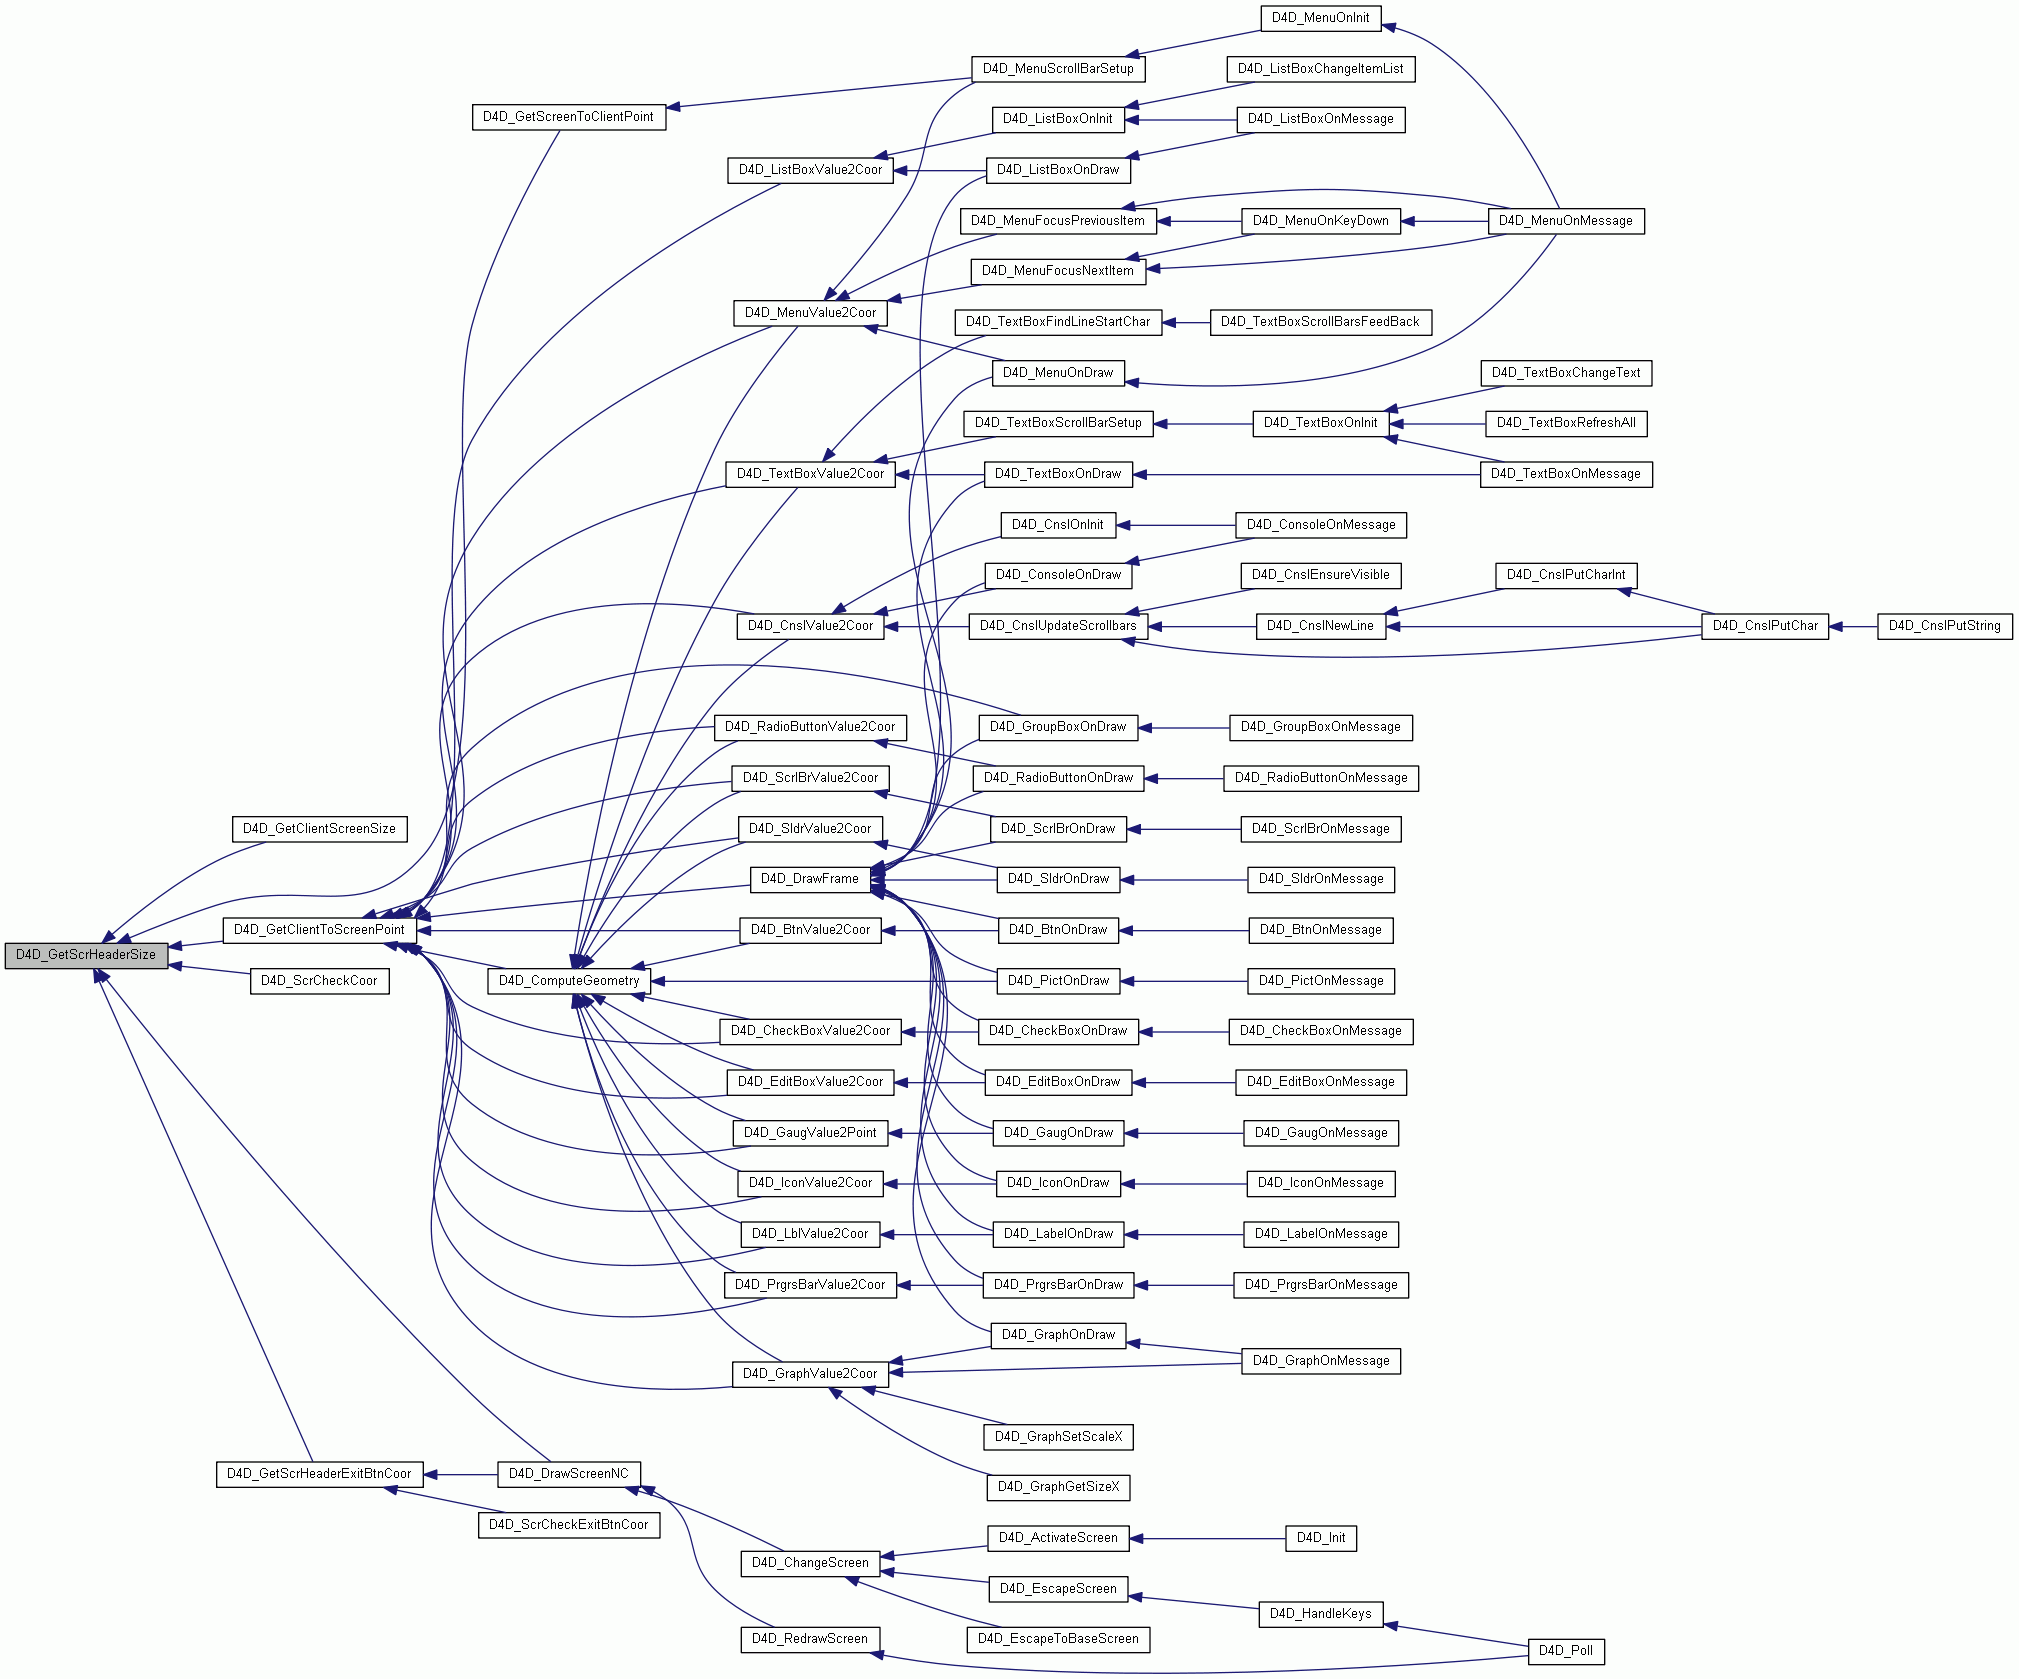 D4D_MenuOnInit
D4D_MenuScrollBarSetup
D4D_ListBoxChangeItemList
D4D_GetScreenToClientPoint
D4D_ListBoxOnInit
D4D_ListBoxOnMessage
D4D_ListBoxValue2Coor
D4D_ListBoxOnDraw
D4D_MenuFocusPreviousItem
D4D_MenuOnKeyDown
D4D_MenuOnMessage
D4D_MenuFocusNextItem
D4D_MenuValue2Coor
D4D_TextBoxFindLineStartChar
D4D_TextBoxScrollBarsFeedBack
D4D_MenuOnDraw
D4D_TextBoxChangeText
D4D_TextBoxScrollBarSetup
D4D_TextBoxOnInit
D4D_TextBoxRefreshAll
D4D_TextBoxValue2Coor
D4D_TextBoxOnDraw
D4D_TextBoxOnMessage
D4D_CnslOnInit
D4D_ConsoleOnMessage
D4D_ConsoleOnDraw
D4D_CnslEnsureVisible
D4D_CnslPutCharInt
D4D_CnslValue2Coor
D4D_CnslUpdateScrollbars
D4D_CnslNewLine
D4D_CnslPutChar
D4D_CnslPutString
D4D_RadioButtonValue2Coor
D4D_GroupBoxOnDraw
D4D_GroupBoxOnMessage
D4D_ScrlBrValue2Coor
D4D_RadioButtonOnDraw
D4D_RadioButtonOnMessage
D4D_GetClientScreenSize
D4D_SldrValue2Coor
D4D_ScrlBrOnDraw
D4D_ScrlBrOnMessage
D4D_DrawFrame
D4D_SldrOnDraw
D4D_SldrOnMessage
D4D_GetClientToScreenPoint
D4D_BtnValue2Coor
D4D_BtnOnDraw
D4D_BtnOnMessage
D4D_GetScrHeaderSize
D4D_ScrCheckCoor
D4D_ComputeGeometry
D4D_PictOnDraw
D4D_PictOnMessage
D4D_CheckBoxValue2Coor
D4D_CheckBoxOnDraw
D4D_CheckBoxOnMessage
D4D_EditBoxValue2Coor
D4D_EditBoxOnDraw
D4D_EditBoxOnMessage
D4D_GaugValue2Point
D4D_GaugOnDraw
D4D_GaugOnMessage
D4D_IconValue2Coor
D4D_IconOnDraw
D4D_IconOnMessage
D4D_LblValue2Coor
D4D_LabelOnDraw
D4D_LabelOnMessage
D4D_PrgrsBarValue2Coor
D4D_PrgrsBarOnDraw
D4D_PrgrsBarOnMessage
D4D_GraphOnDraw
D4D_GraphOnMessage
D4D_GraphValue2Coor
D4D_GraphSetScaleX
D4D_GetScrHeaderExitBtnCoor
D4D_DrawScreenNC
D4D_GraphGetSizeX
D4D_ScrCheckExitBtnCoor
D4D_ActivateScreen
D4D_Init
D4D_ChangeScreen
D4D_EscapeScreen
D4D_HandleKeys
D4D_RedrawScreen
D4D_EscapeToBaseScreen
D4D_Poll